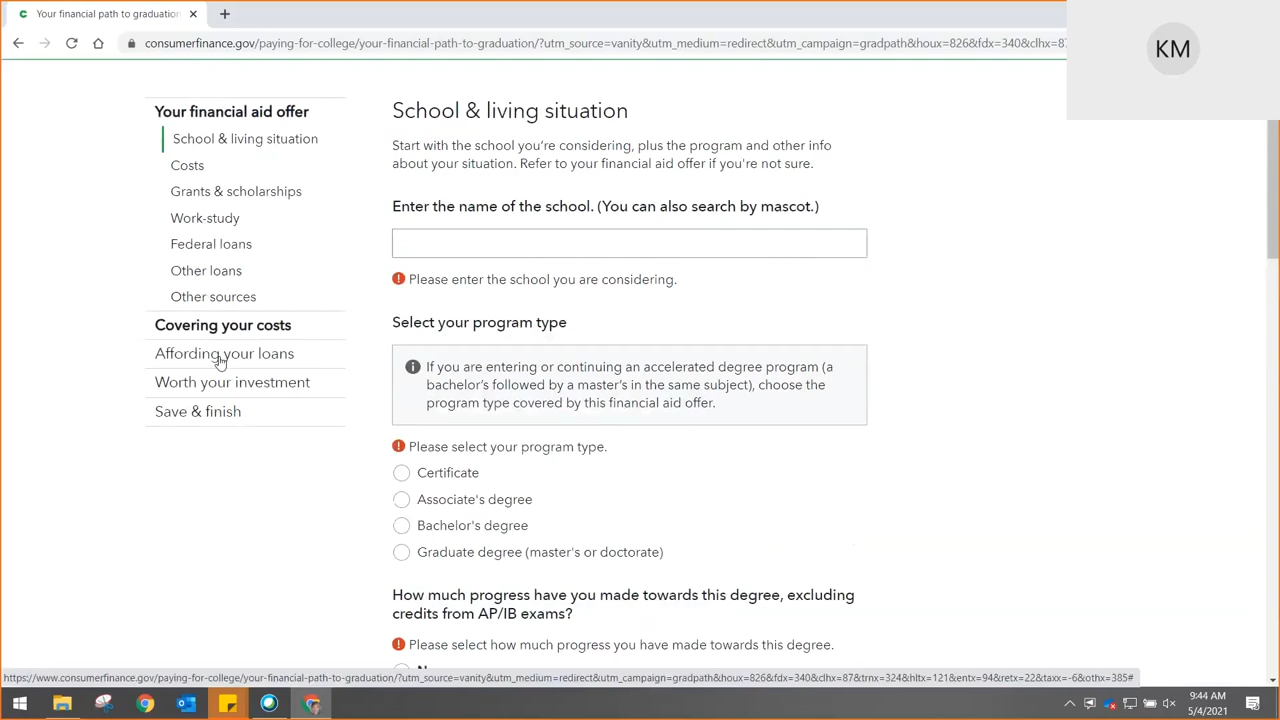 Your financial path to graduation
KM
consumerfinance.gov/paying-for-college/your-financial-path-to-graduation/?utm_source=vanity&utm_medium=redirect&utm_campaign=gradpath&houx=826&fdx=340&clhx=87
Your financial aid offer
School & living situation
Costs
Grants & scholarships
Work-study
Federal loans
Other loans
Other sources
Covering your costs
Affording your loans
Worth your investment
Save & finish
School & living situation
Start with the school you're considering, plus the program and other info
about your situation. Refer to your financial aid offer if you're not sure.
Enter the name of the school. (You can also search by mascot.)
Please enter the school you are considering.
Select your program type
If you are entering or continuing an accelerated degree program (a
bachelor's followed by a master's in the same subject), choose the
program type covered by this financial aid offer.
Please select your program type.
Certificate
Associate's degree
Bachelor's degree
Graduate degree (master's or doctorate)
How much progress have you made towards this degree, excluding
credits from AP/IB exams?
Please select how much progress you have made towards this degree.
https://www.consumerfinance.gov/paying-for-college/your-financial-path-to-graduation/?utm_source=vanity&utm_medium=redirect&utm_campaign=gradpath&houx=826&fdx=340&clhx=87&trnx=324&hltx=121&entx=94&retx=22&taxx=-6&othx=385#
9:44 AM
5/4/2021